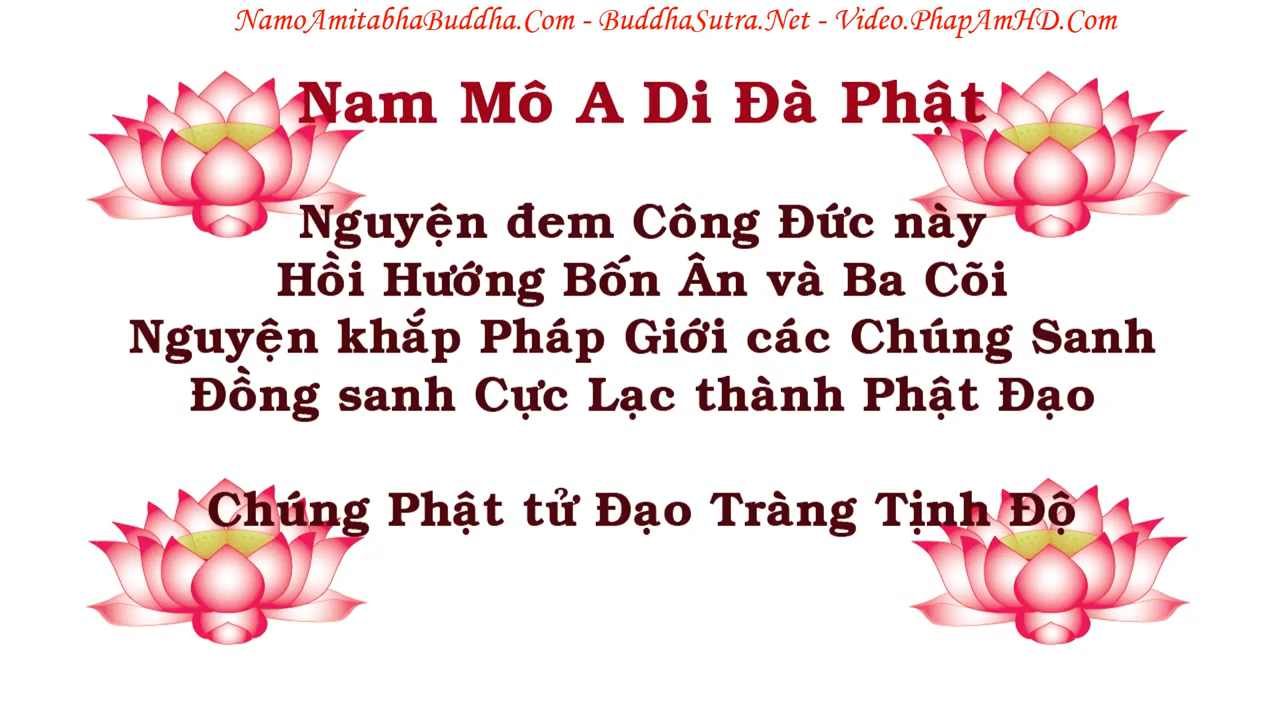 NamoAmitabhaBuddha.Com - BuddhaSutra.Net - Video.PhapAmHD.Com
Nam Mô A Di Đà Phật
Nguyện đem Công Đức này
Hồi Hướng Bốn Ân và Ba Cõi
Nguyện khắp Pháp Giới các Chúng Sanh
Đồng sanh Cực Lạc thành Phật Đạo
Chúng Phật tử Đạo Tràng Tịnh Độ